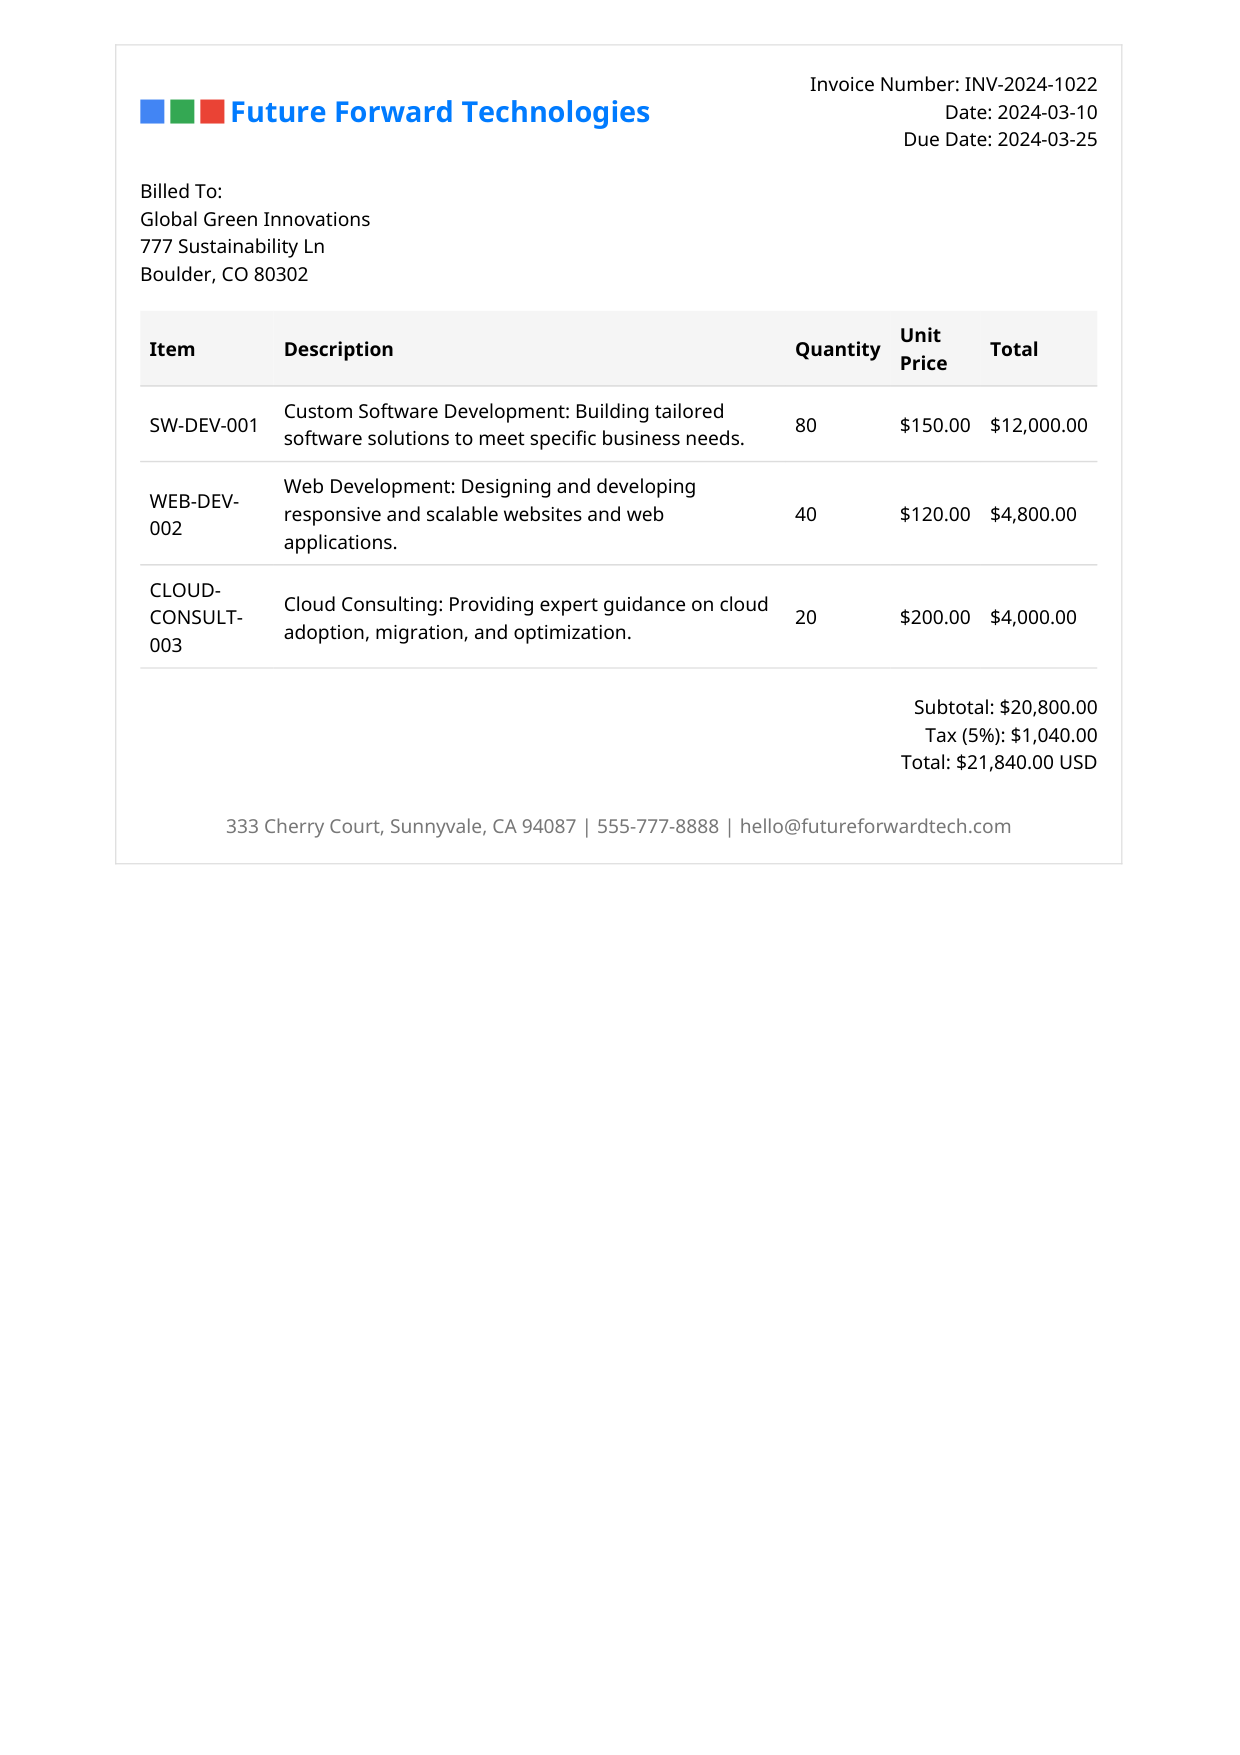 Future Forward Technologies
Invoice Number: INV-2024-1022
Date: 2024-03-10
Due Date: 2024-03-25
Billed To:
Global Green Innovations
777 Sustainability Ln
Boulder, CO 80302
Item Description Quantity Unit Price Total
SW-DEV-001 Custom Software Development: Building tailored software solutions to meet specific business needs. 80 $150.00 $12,000.00
WEB-DEV-002 Web Development: Designing and developing responsive and scalable websites and web applications. 40 $120.00 $4,800.00
CLOUD-CONSULT-003 Cloud Consulting: Providing expert guidance on cloud adoption, migration, and optimization. 20 $200.00 $4,000.00
Subtotal: $20,800.00
Tax (5%): $1,040.00
Total: $21,840.00 USD
333 Cherry Court, Sunnyvale, CA 94087 | 555-777-8888 | hello@futureforwardtech.com